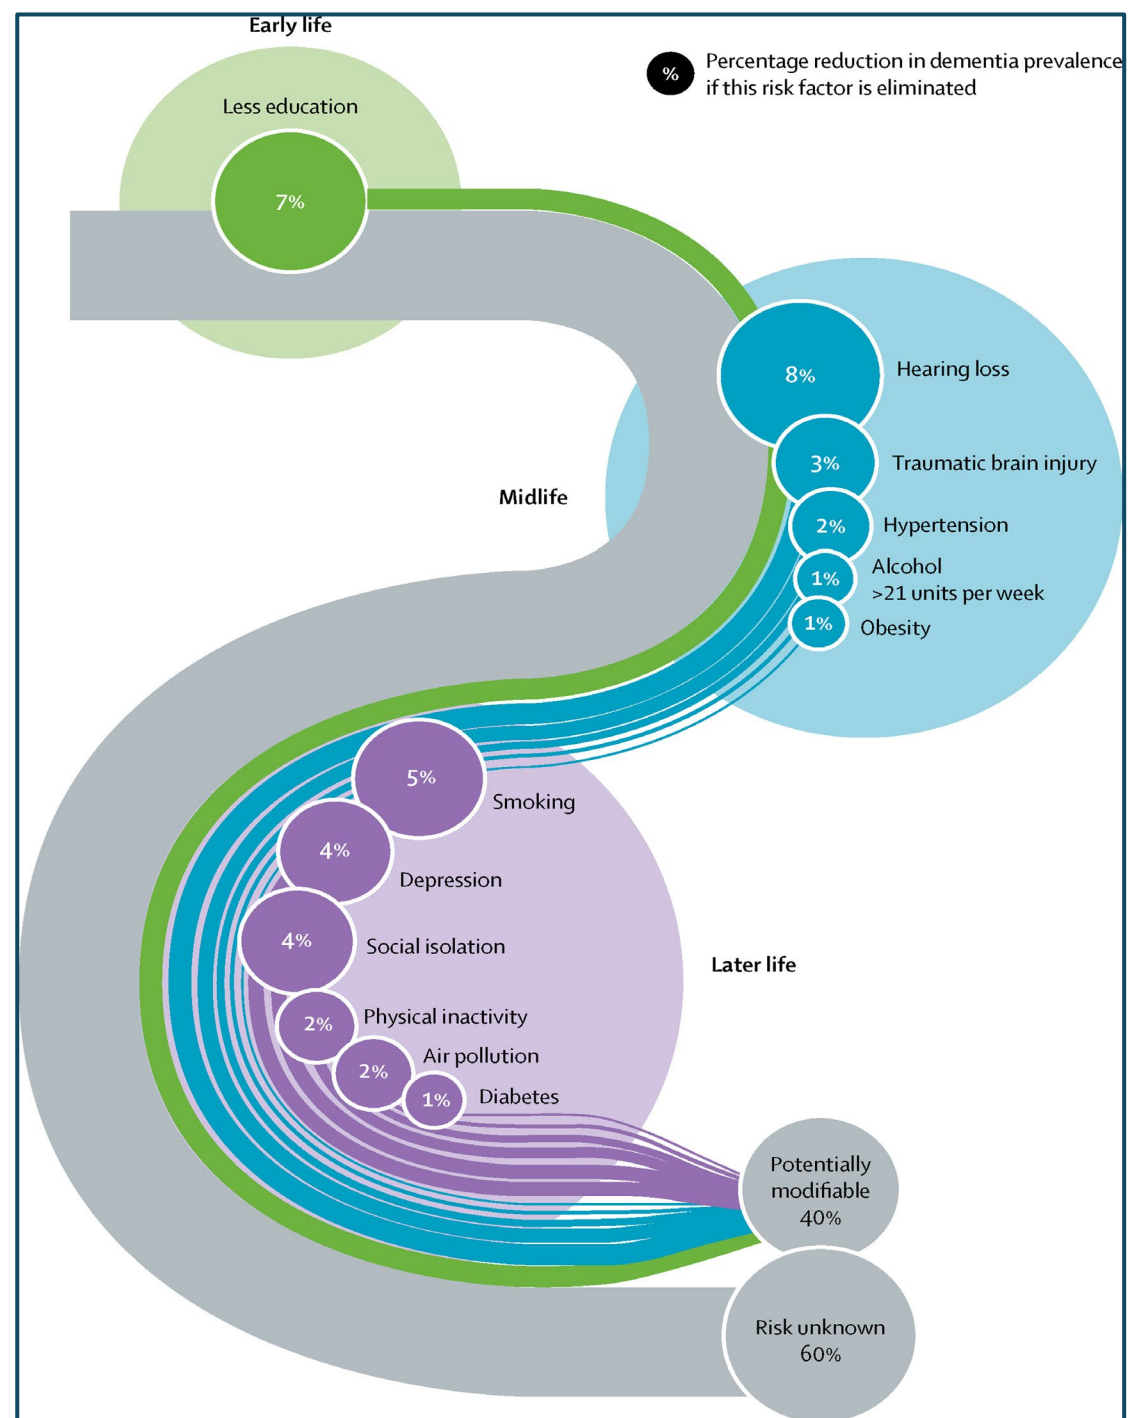 Early life
% Percentage reduction in dementia prevalence
if this risk factor is eliminated
Less education
7%
8%
Hearing loss
3%
Traumatic brain injury
Midlife
2%
Hypertension
1%
Alcohol
>21 units per week
1%
Obesity
5%
Smoking
4%
Depression
4%
Social isolation
Later life
2%
Physical inactivity
2%
Air pollution
1%
Diabetes
Potentially
modifiable
40%
Risk unknown
60%